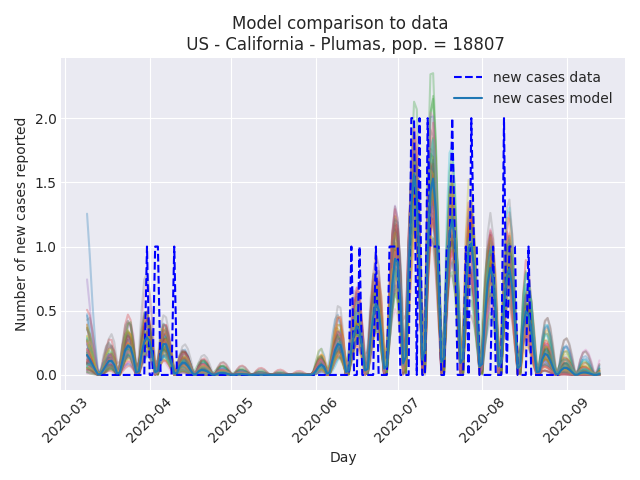 Model comparison to data
US - California - Plumas, pop. = 18807
new cases data
new cases model
Number of new cases reported
2.0
1.5
1.0
0.5
0.0
2020-03
2020-04
2020-05
2020-06
2020-07
2020-08
2020-09
Day